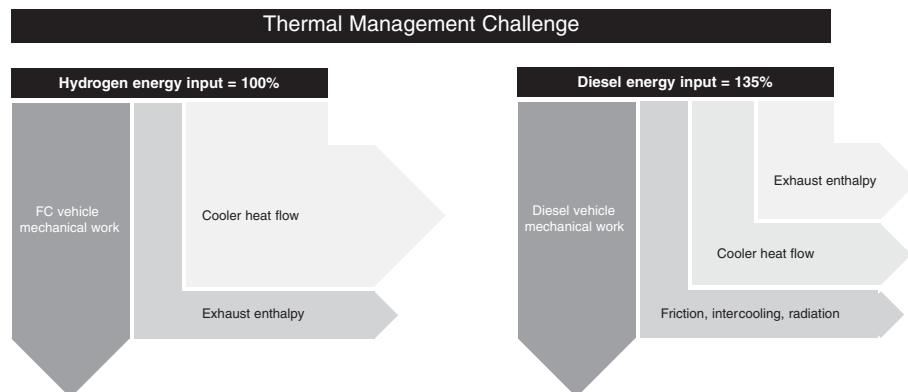 Thermal Management Challenge
Hydrogen energy input = 100%
FC vehicle
mechanical work
Cooler heat flow
Exhaust enthalpy
Diesel energy input = 135%
Diesel vehicle
mechanical work
Exhaust enthalpy
Cooler heat flow
Friction, intercooling, radiation